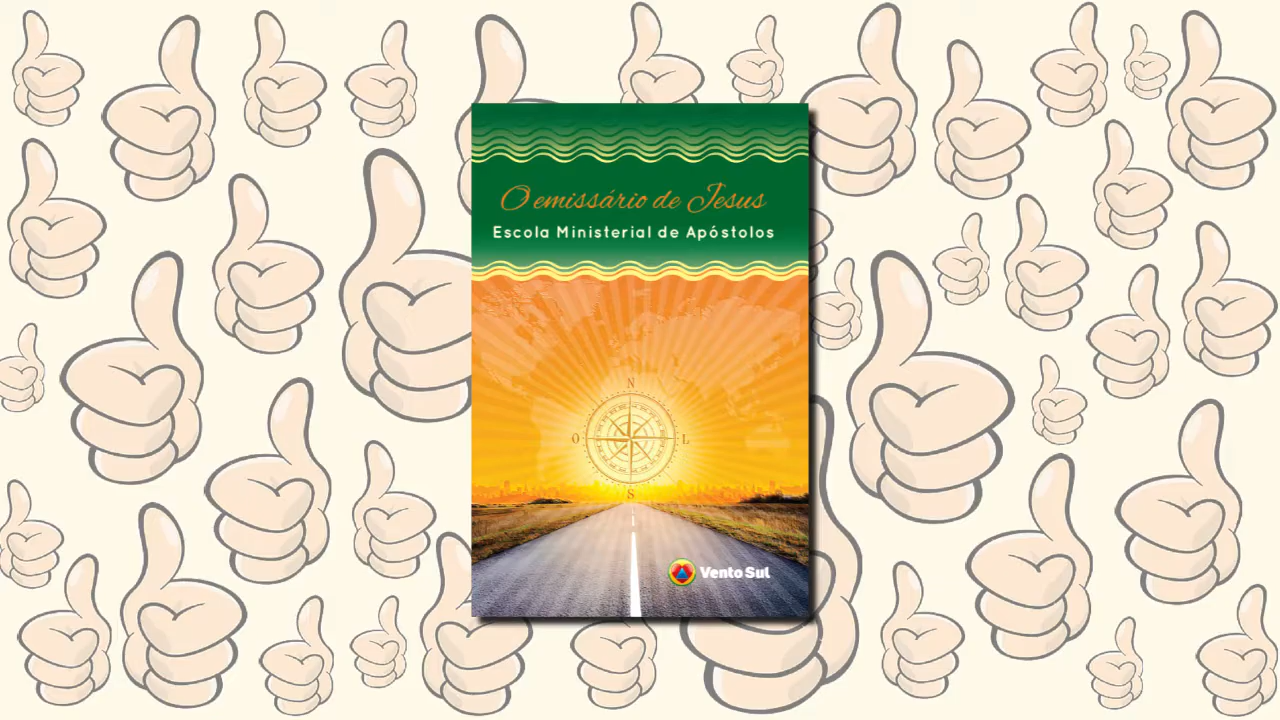 O emissário de Jesus
Escola Ministerial de Apóstolos
N
O L
S
Vento Sul